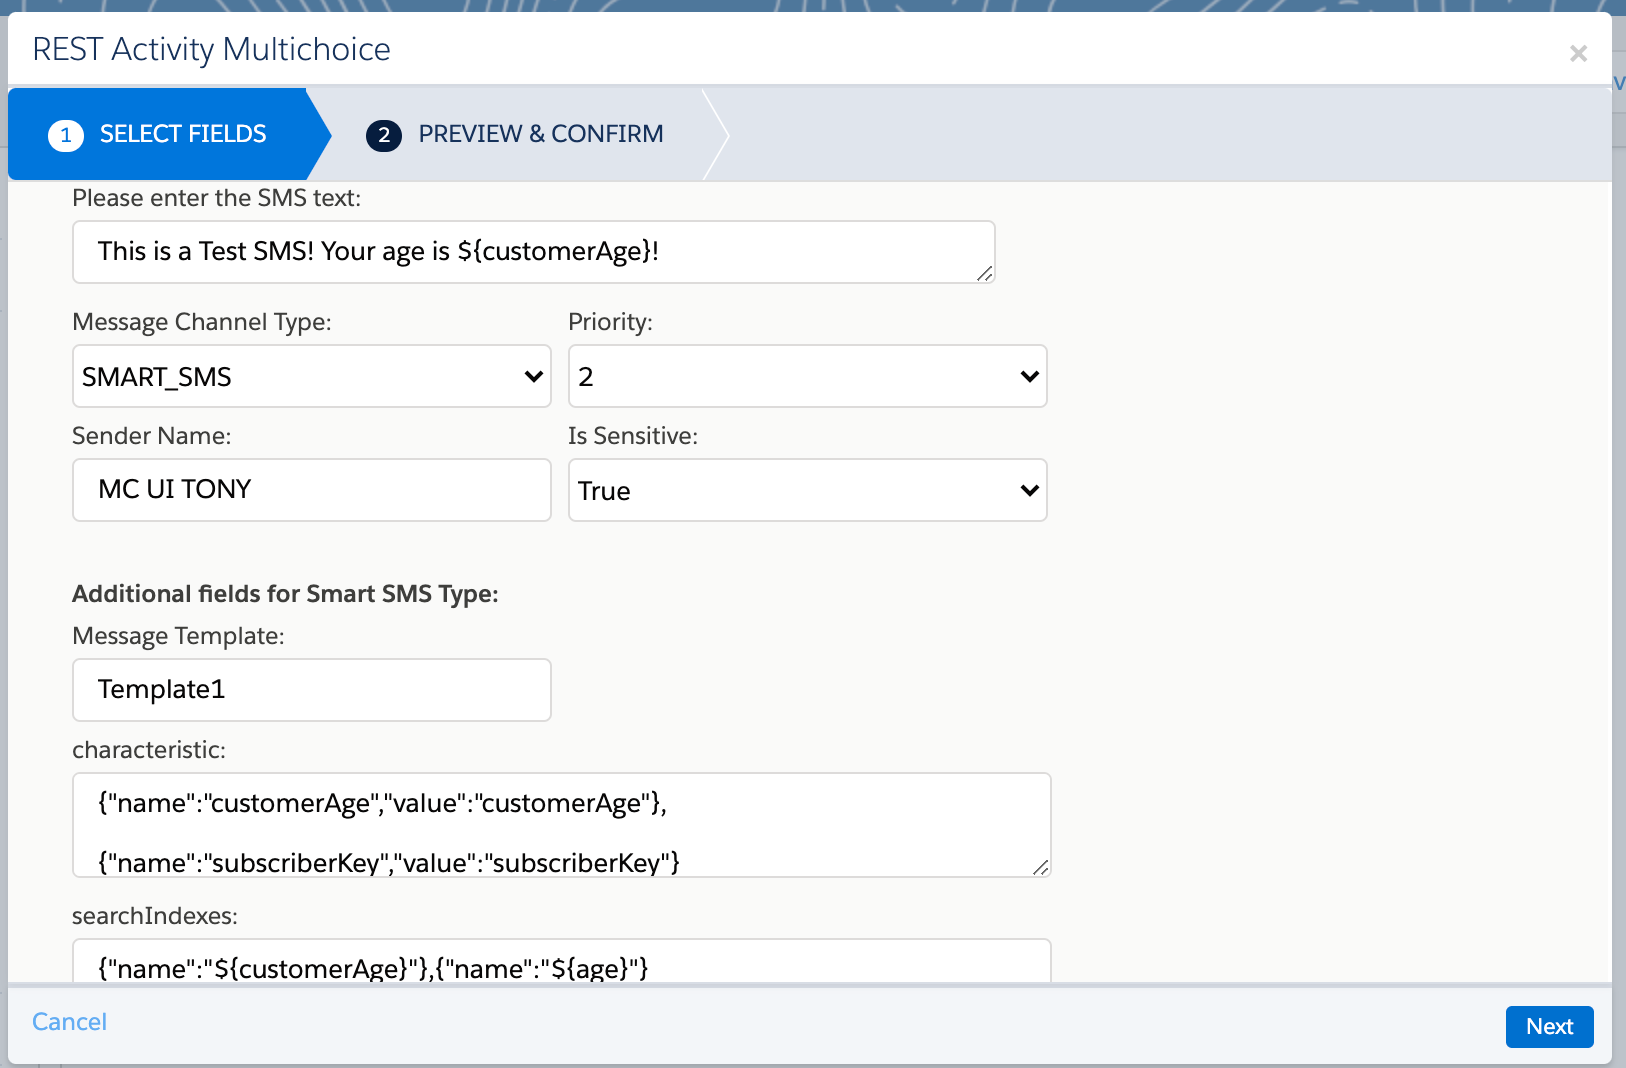 REST Activity Multichoice
×
1 SELECT FIELDS
2 PREVIEW & CONFIRM
Please enter the SMS text:
This is a Test SMS! Your age is ${customerAge}!
Message Channel Type:
Priority:
SMART_SMS
2
Sender Name:
Is Sensitive:
MC UI TONY
True
Additional fields for Smart SMS Type:
Message Template:
Template1
characteristic:
{"name":"customerAge","value":"customerAge"},
{"name":"subscriberKey","value":"subscriberKey"}
searchIndexes:
{"name":"${customerAge}"},{"name":"${age}"}
Cancel
Next